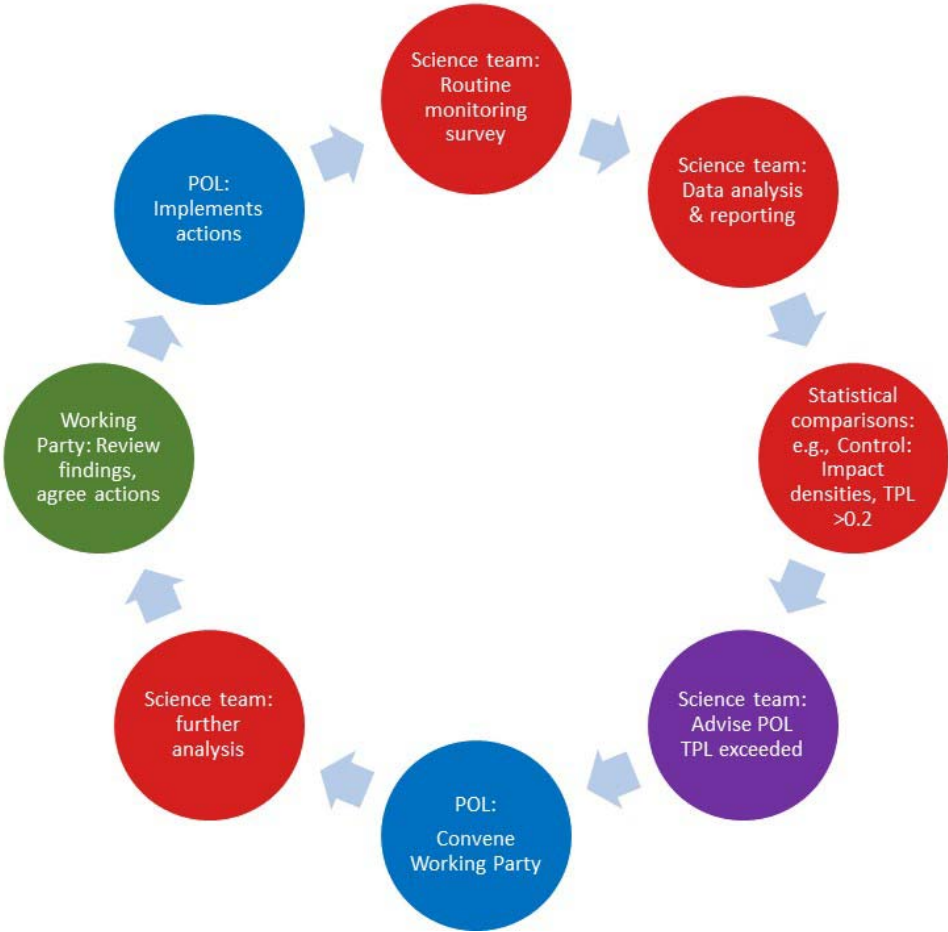 Science team:
Routine
monitoring
survey
Science team:
Data analysis
& reporting
Statistical
comparisons:
e.g., Control:
Impact
densities, TPL
>0.2
Science team:
Advise POL
TPL exceeded
POL:
Convene
Working Party
Science team:
further
analysis
Working
Party: Review
findings,
agree actions
POL:
Implements
actions